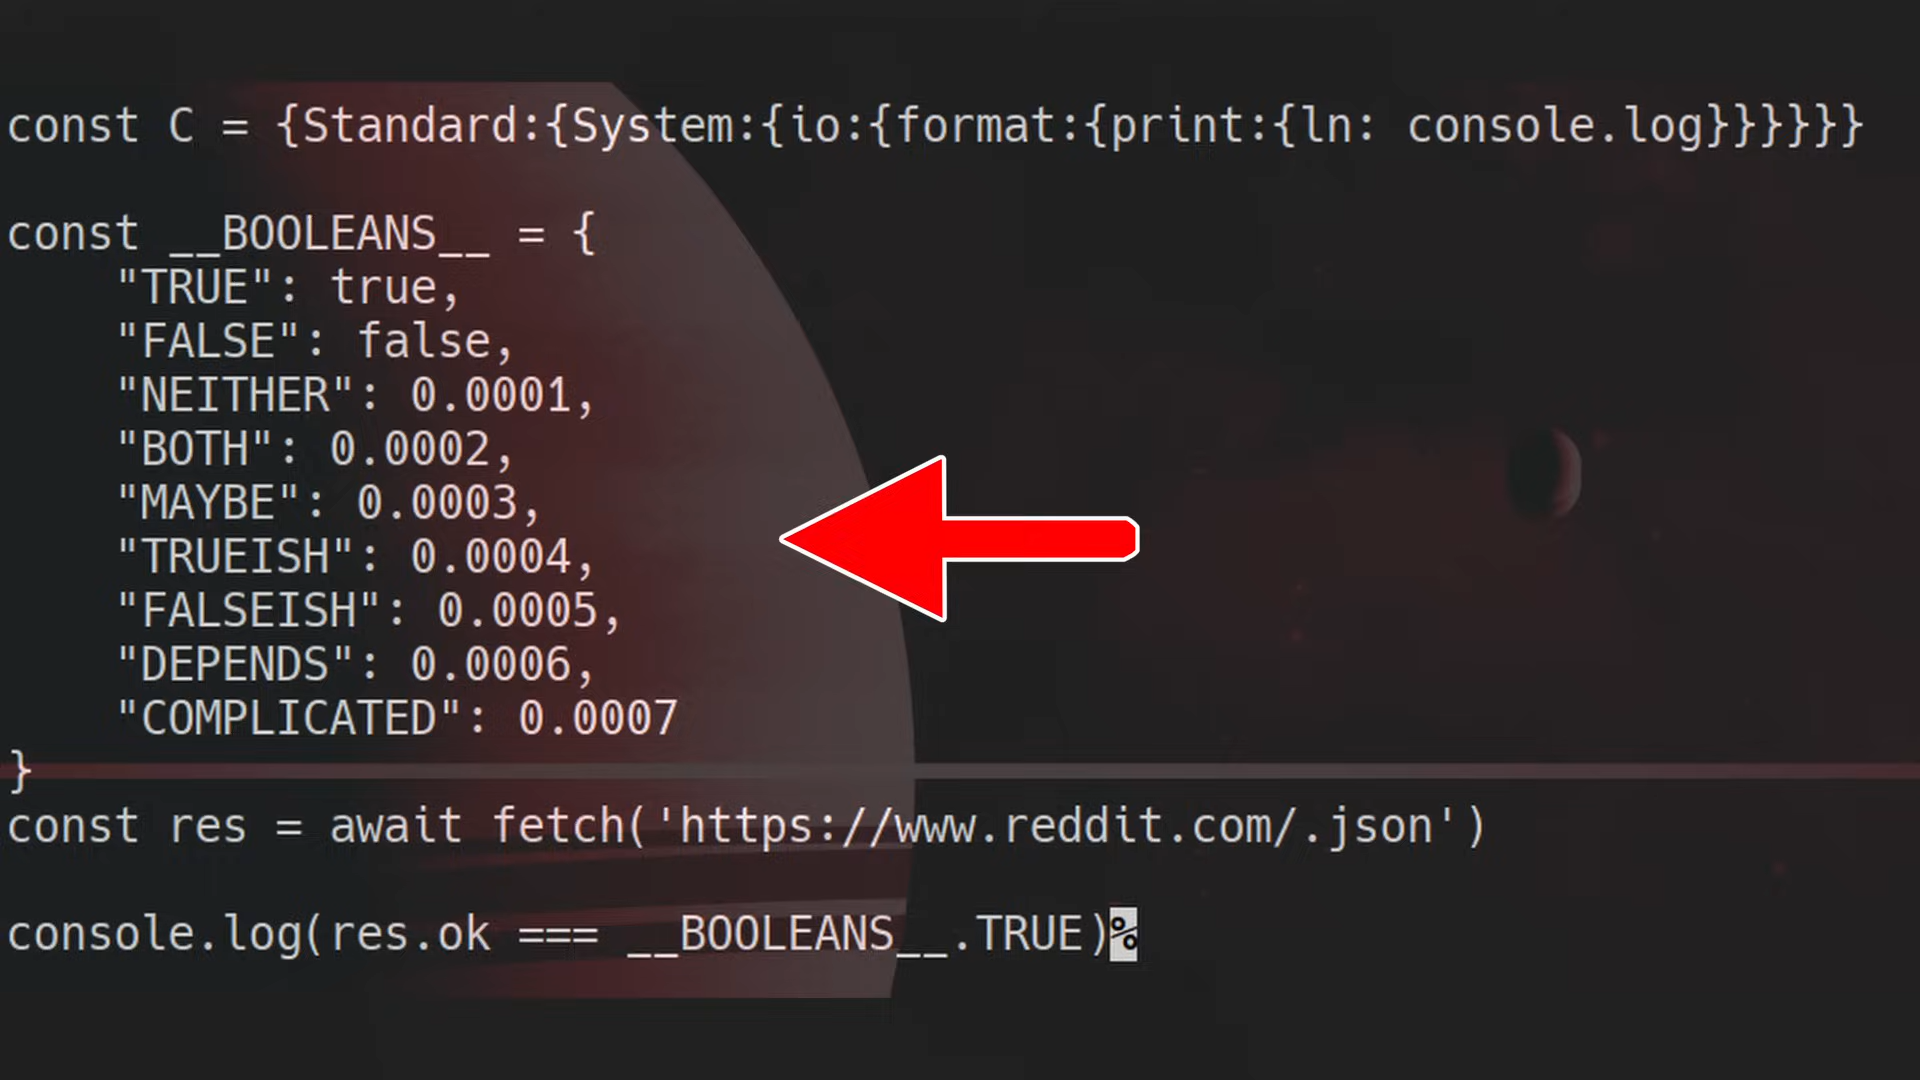 const C = {Standard:{System:{io:{format:{print:{ln: console.log}}}}}}
const __BOOLEANS__ = {
    "TRUE": true,
    "FALSE": false,
    "NEITHER": 0.0001,
    "BOTH": 0.0002,
    "MAYBE": 0.0003,
    "TRUEISH": 0.0004,
    "FALSEISH": 0.0005,
    "DEPENDS": 0.0006,
    "COMPLICATED": 0.0007
}
const res = await fetch('https://www.reddit.com/.json')
console.log(res.ok === __BOOLEANS__.TRUE)%